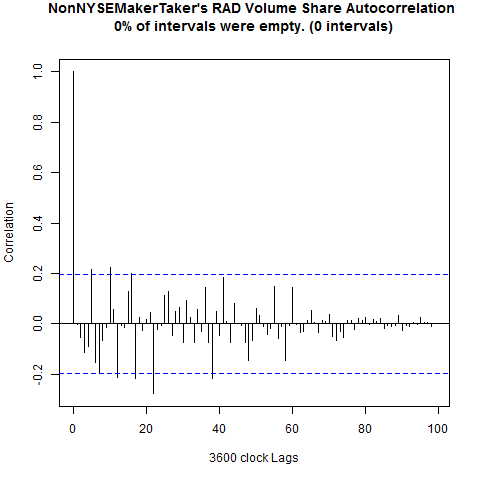 NonNYSEMakerTaker's RAD Volume Share Autocorrelation
0% of intervals were empty. (0 intervals)
Correlation
1.0
0.8
0.6
0.4
0.2
0.0
-0.2
0 20 40 60 80 100
3600 clock Lags